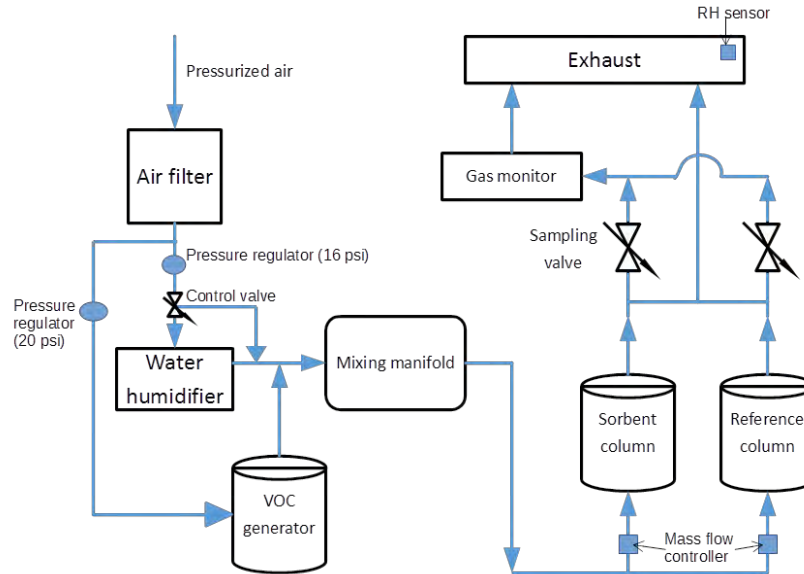 RH sensor
Exhaust
Pressurized air
Air filter
Gas monitor
Sampling
valve
Pressure regulator (16 psi)
Control valve
Pressure
regulator
(20 psi)
Water
humidifier
Mixing manifold
Sorbent
column
Reference
column
VOC
generator
Mass flow
controller